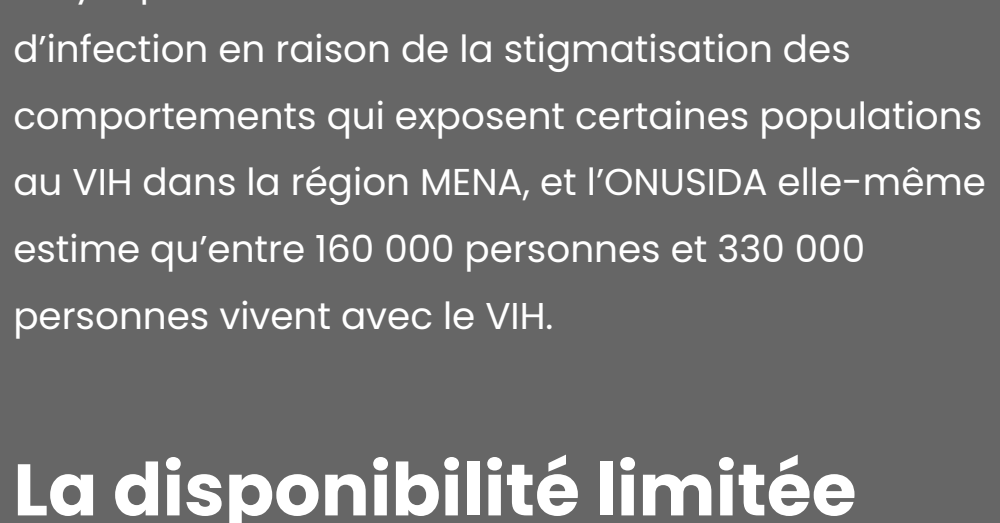 d’infection en raison de la stigmatisation des
comportements qui exposent certaines populations
au VIH dans la région MENA, et l’ONUSIDA elle-même
estime qu’entre 160 000 personnes et 330 000
personnes vivent avec le VIH.
La disponibilité limitée